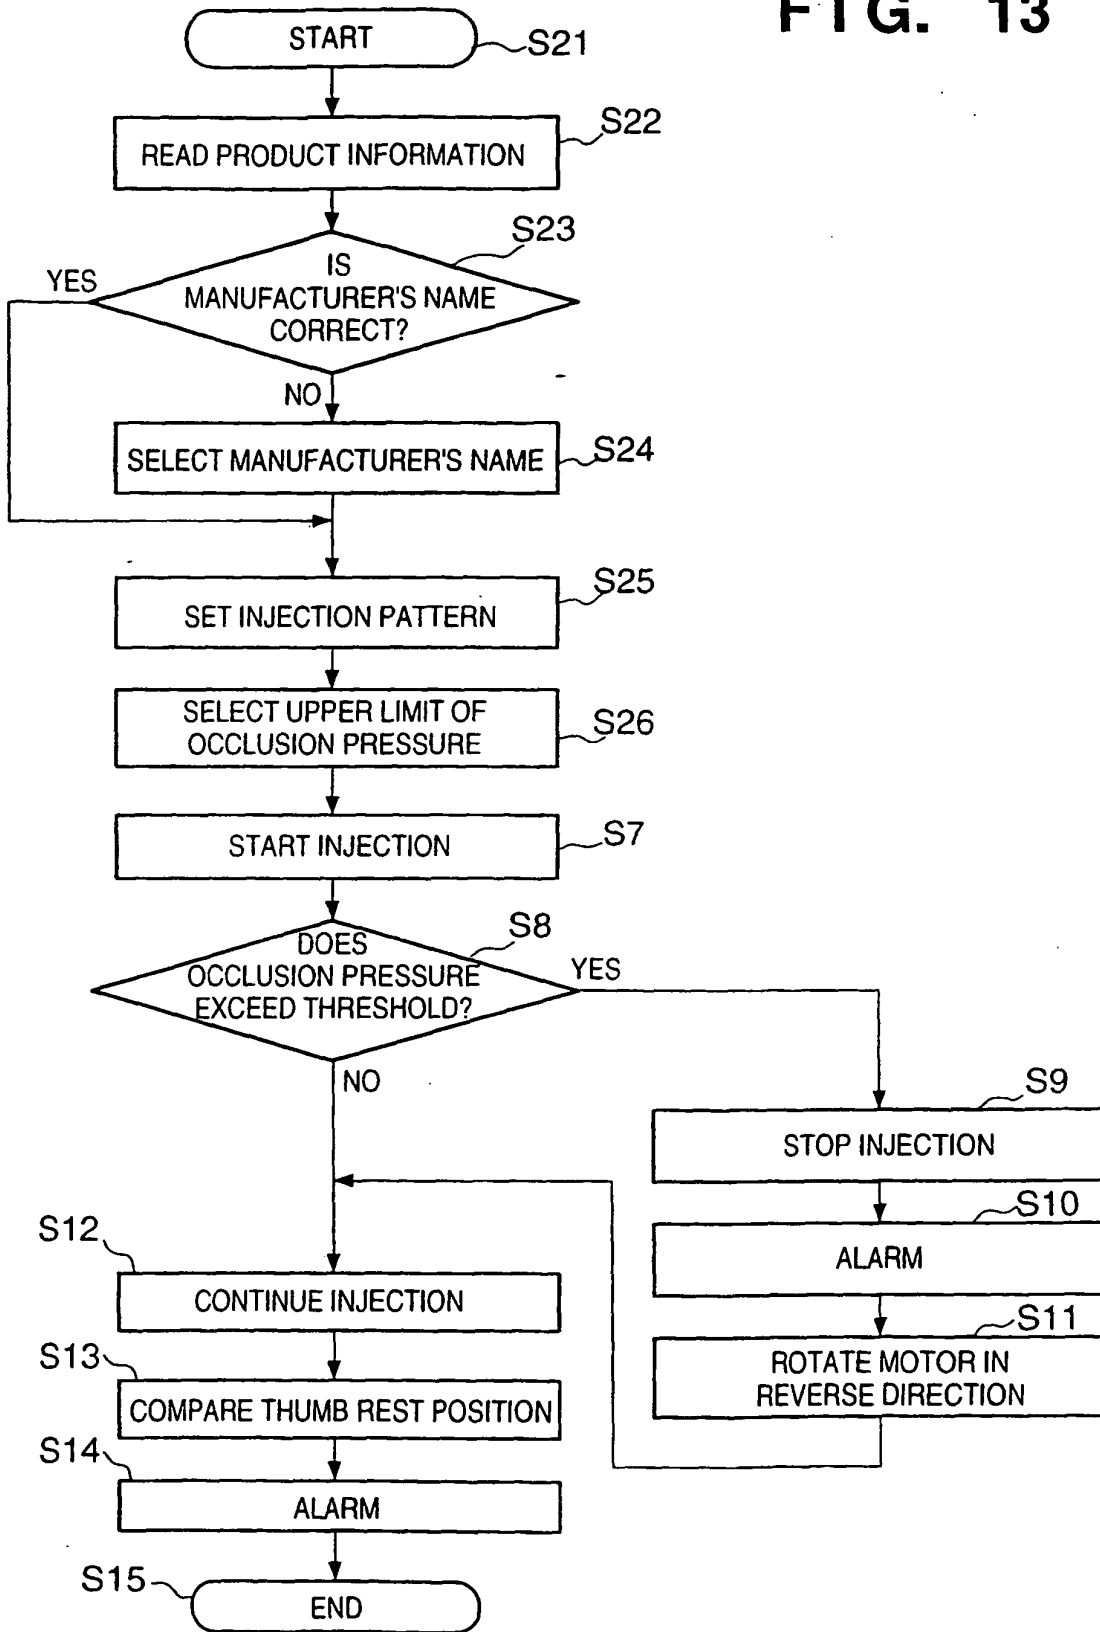 FIG. 13
START
S21
READ PRODUCT INFORMATION
S22
S23
IS
MANUFACTURER'S NAME
CORRECT?
YES
NO
SELECT MANUFACTURER'S NAME
S24
SET INJECTION PATTERN
S25
SELECT UPPER LIMIT OF
OCCLUSION PRESSURE
S26
START INJECTION
S7
S8
DOES
OCCLUSION PRESSURE
EXCEED THRESHOLD?
YES
NO
S9
STOP INJECTION
S10
ALARM
S11
ROTATE MOTOR IN
REVERSE DIRECTION
S12
CONTINUE INJECTION
S13
COMPARE THUMB REST POSITION
S14
ALARM
S15
END